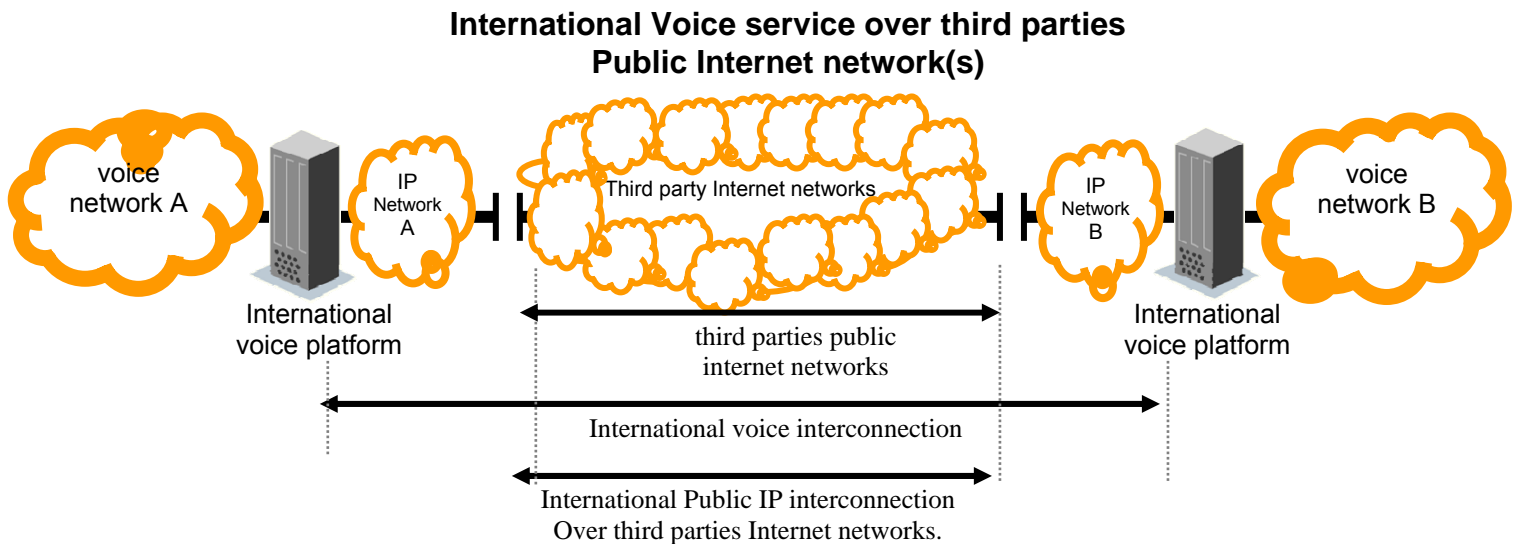 International Voice service over third parties
Public Internet network(s)
voice
network A
IP
Network
A
Third party Internet networks
IP
Network
B
voice
network B
International
voice platform
International
voice platform
third parties public
internet networks
International voice interconnection
International Public IP interconnection
Over third parties Internet networks.